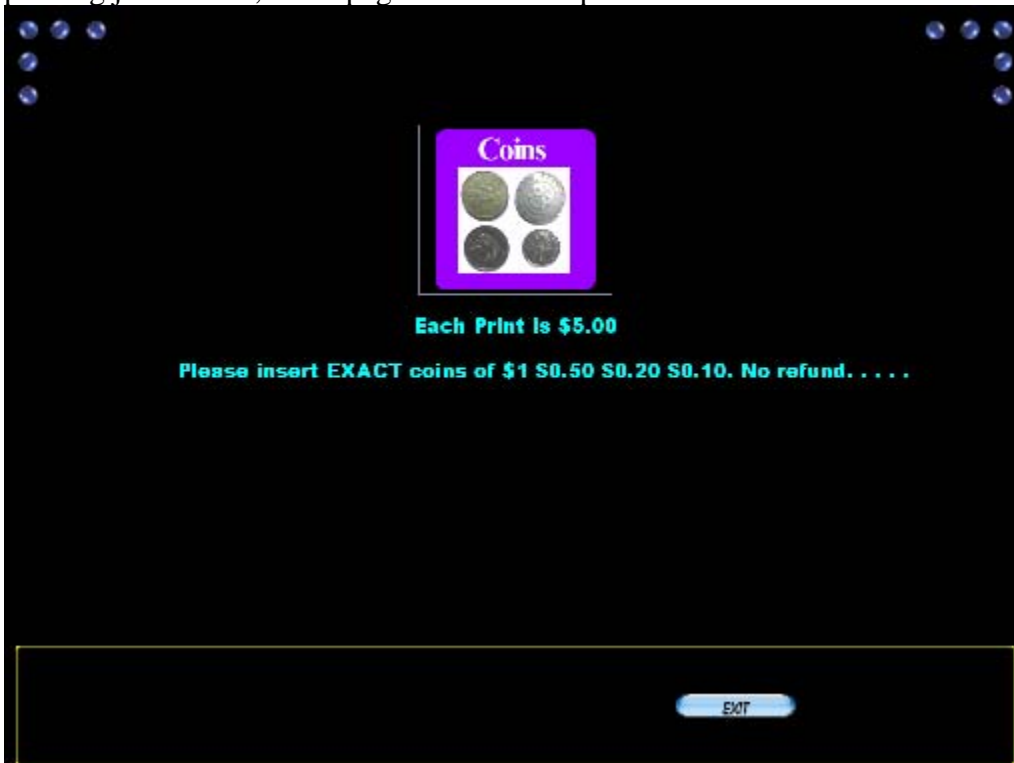 Coins
Each Print is $5.00
Please insert EXACT coins of $1 S0.50 S0.20 S0.10. No refund. . . . .
EXIT